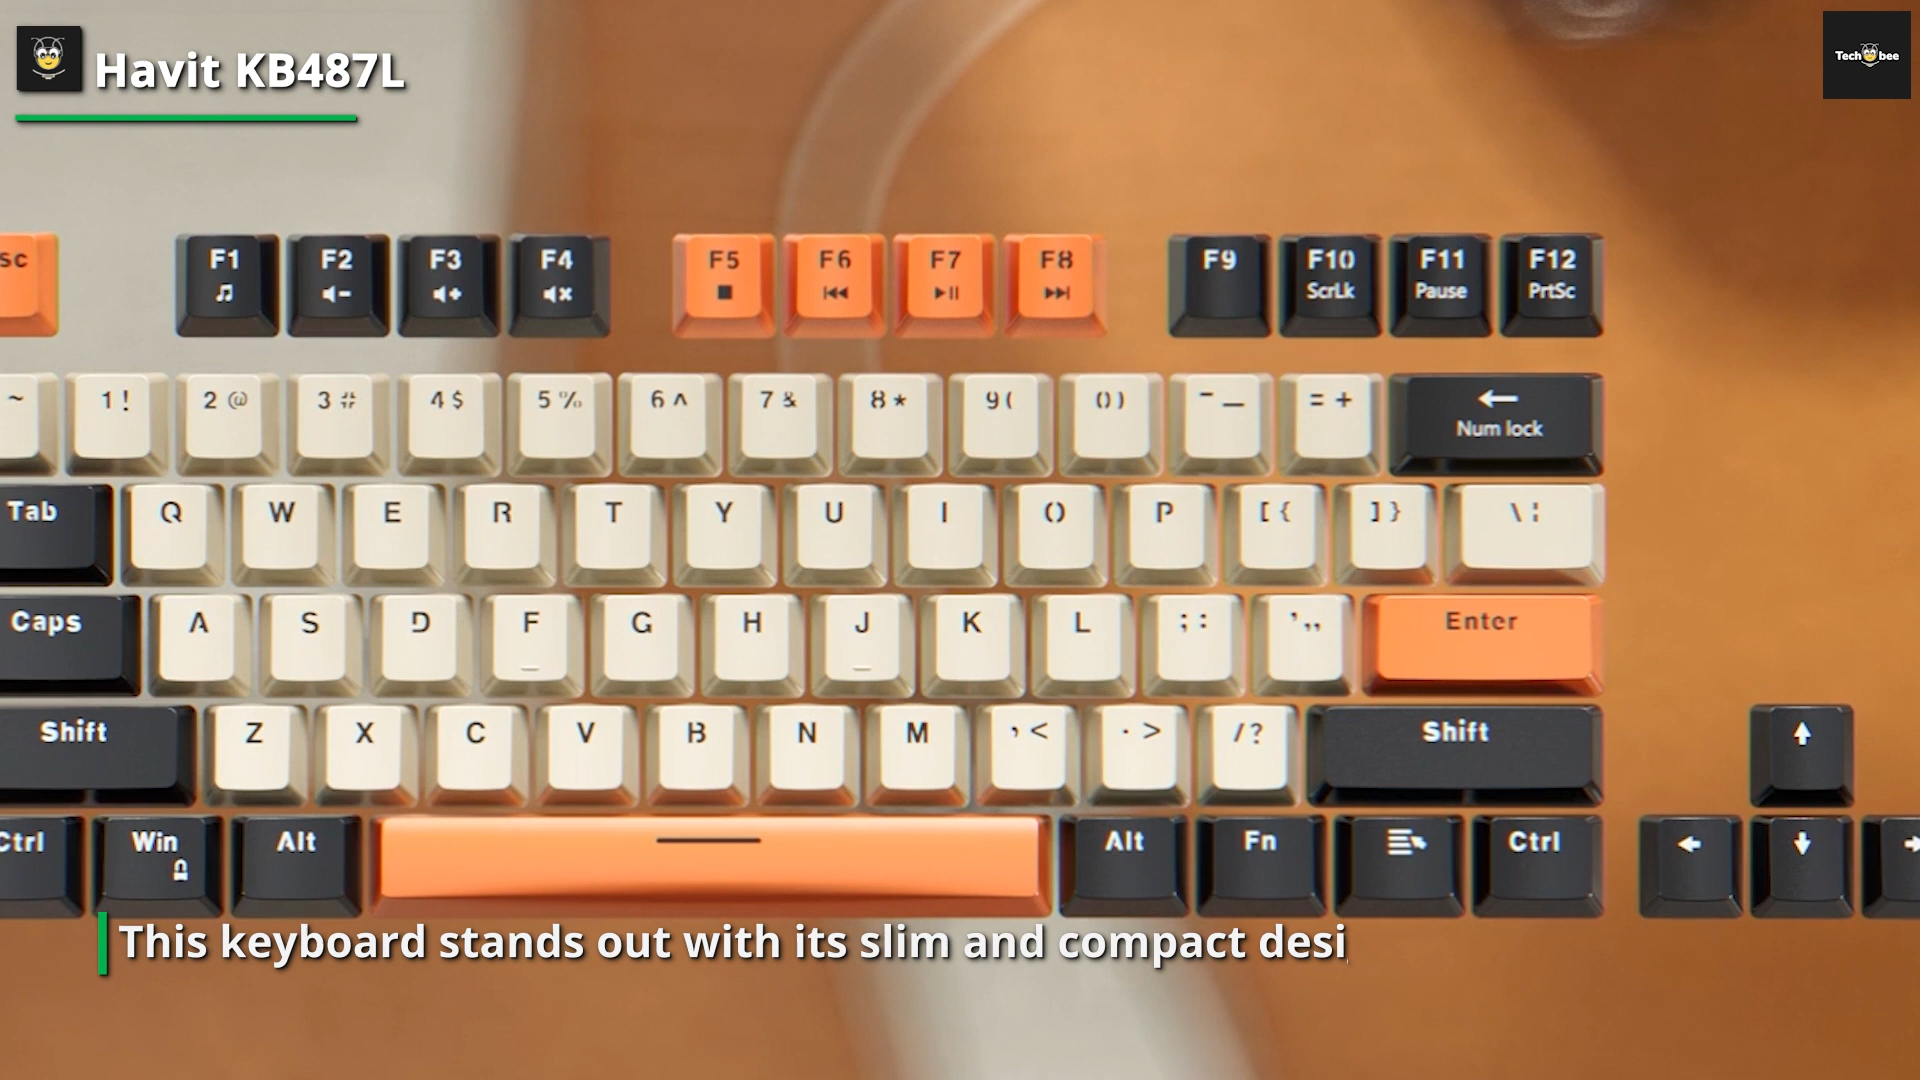 Havit KB487L
Tech bee
sc F1 F2 F3 F4 F5 F6 F7 F8 F9 F10 F11 F12
ScrLk Pause PrtSc
~ 1 ! 2 @ 3 # 4 $ 5 % 6 ^ 7 & 8 * 9 ( 0 ) - _ = + ←
Num lock
Tab Q W E R T Y U I O P [ { ] } \ ¦
Caps A S D F G H J K L ; : ' ,, Enter
Shift Z X C V B N M , < . > / ? Shift ↑
Ctrl Win Alt Alt Fn Ctrl ← ↓ →
This keyboard stands out with its slim and compact desi